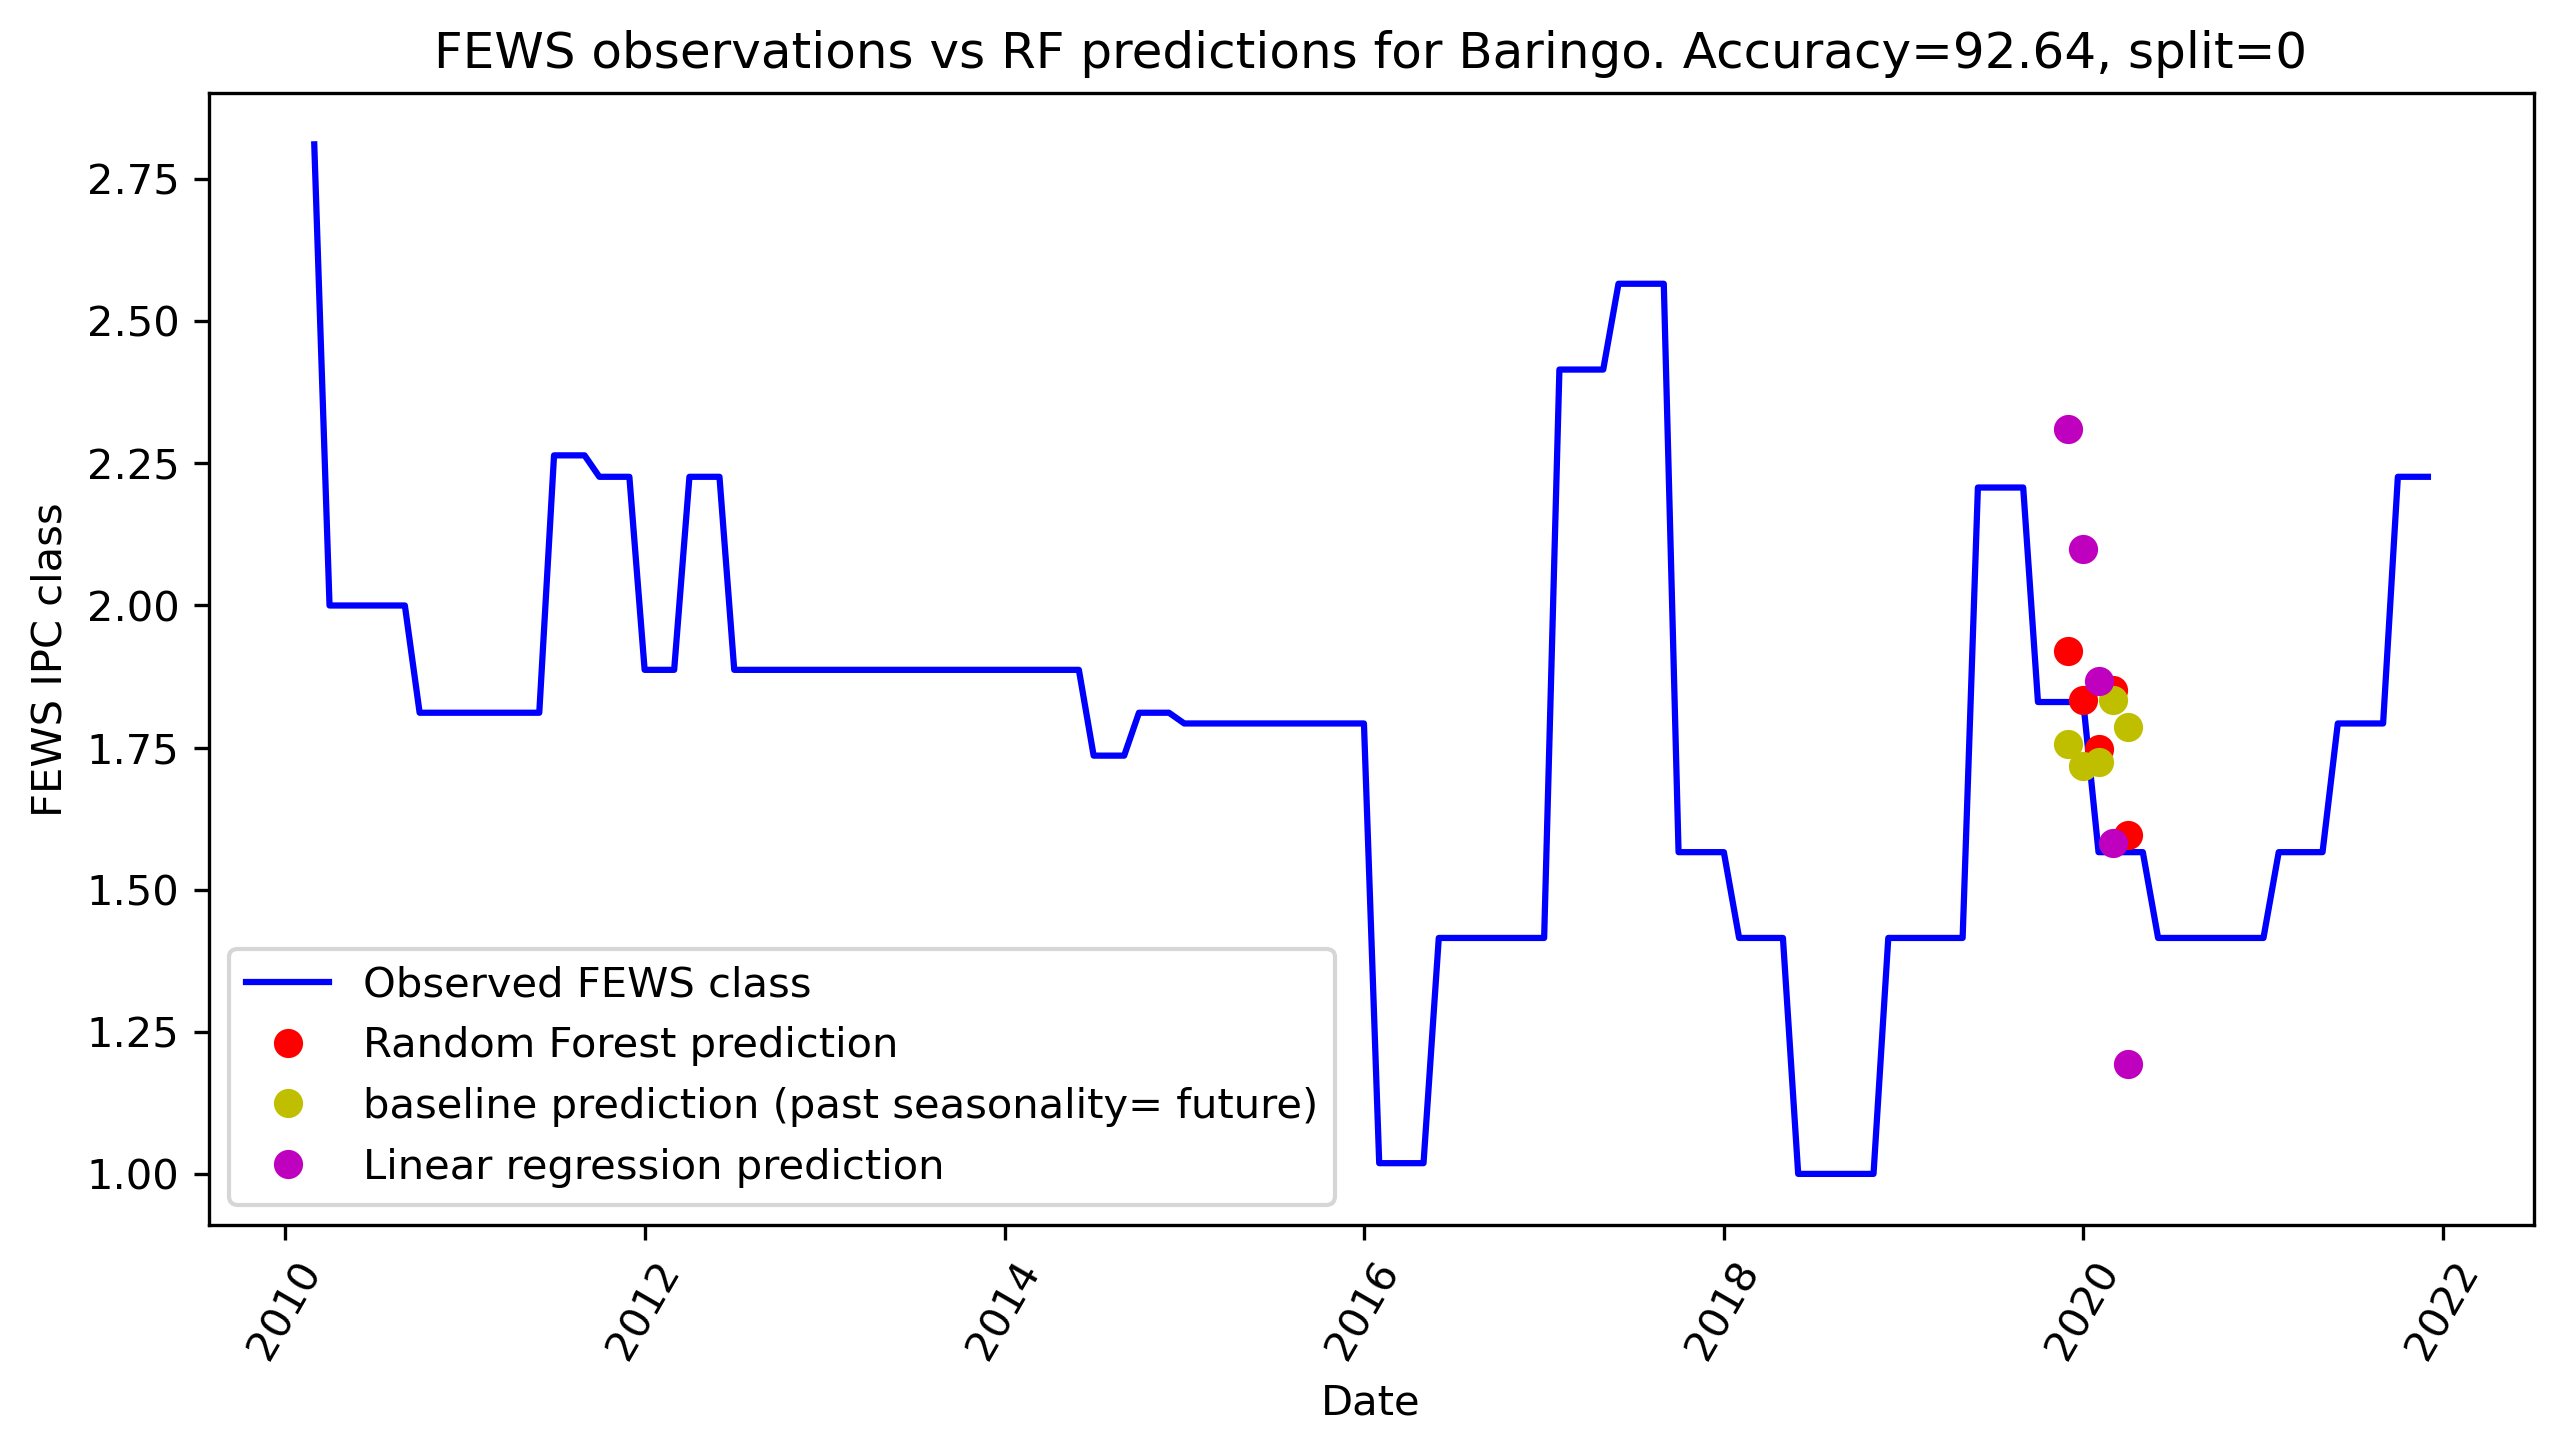 FEWS observations vs RF predictions for Baringo. Accuracy=92.64, split=0
FEWS IPC class
2.75
2.50
2.25
2.00
1.75
1.50
1.25
1.00
Observed FEWS class
Random Forest prediction
baseline prediction (past seasonality= future)
Linear regression prediction
2010
2012
2014
2016
2018
2020
2022
Date